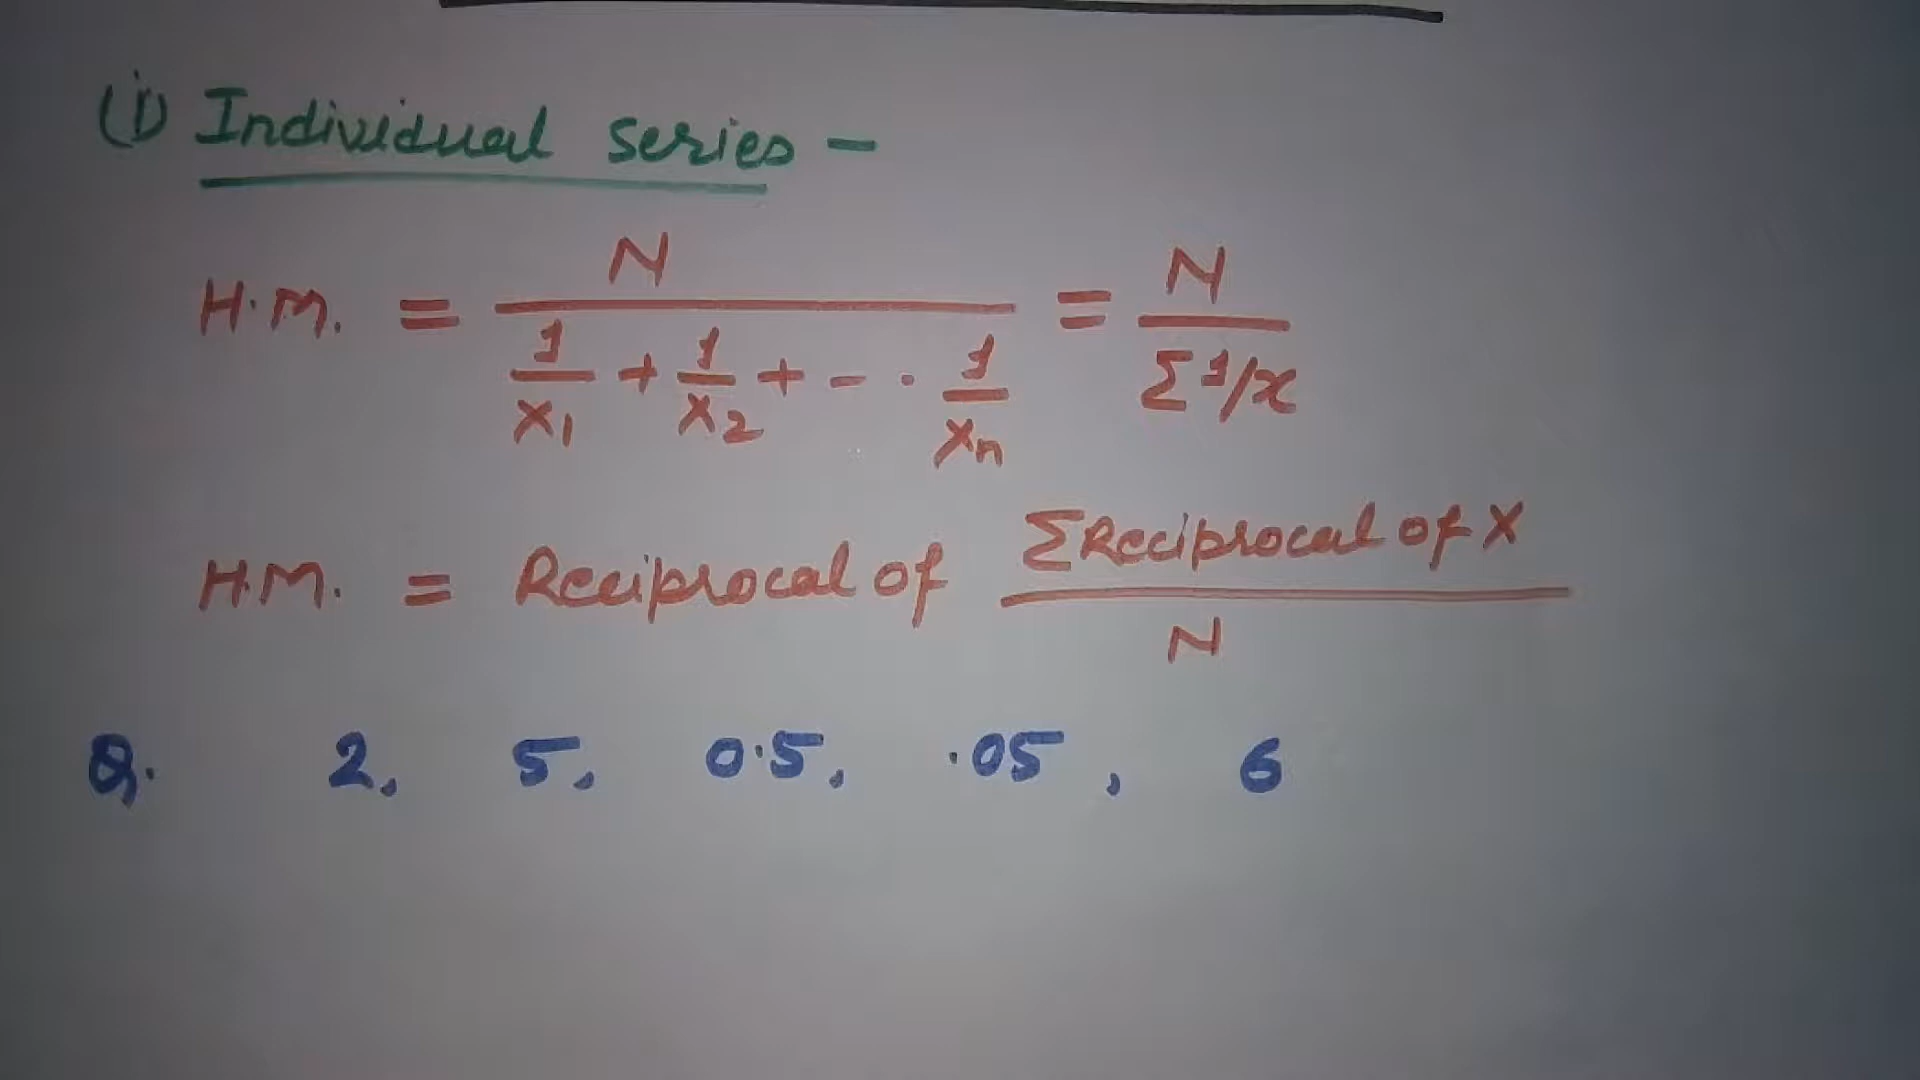 (i) Individual series -
H.M. = N / (1/X1 + 1/X2 + - - . 1/Xn) = N / Σ1/x
H.M. = Reciprocal of ΣReciprocal of X / N
Q. 2, 5, 0.5, .05, 6